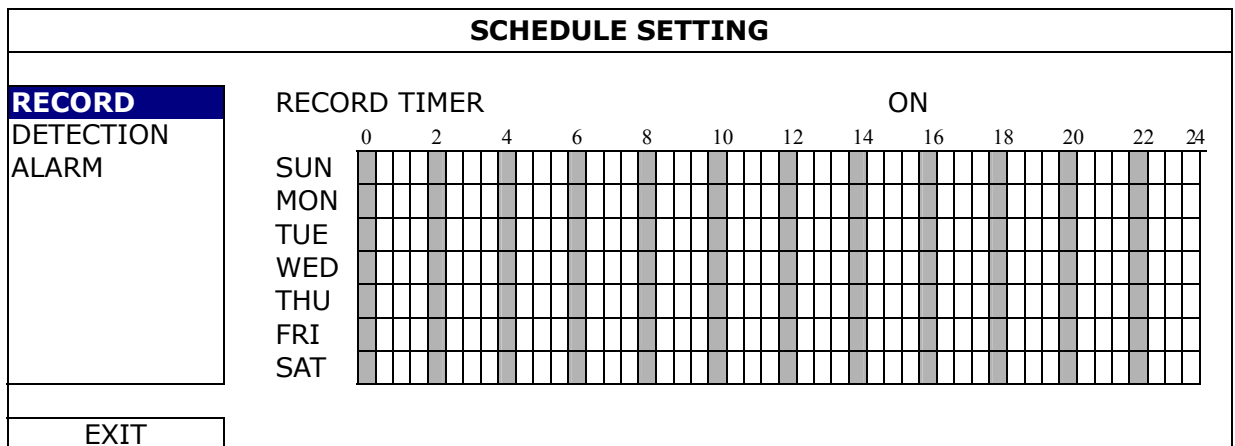 SCHEDULE SETTING
RECORD
DETECTION
ALARM
RECORD TIMER ON
0 2 4 6 8 10 12 14 16 18 20 22 24
SUN
MON
TUE
WED
THU
FRI
SAT
EXIT